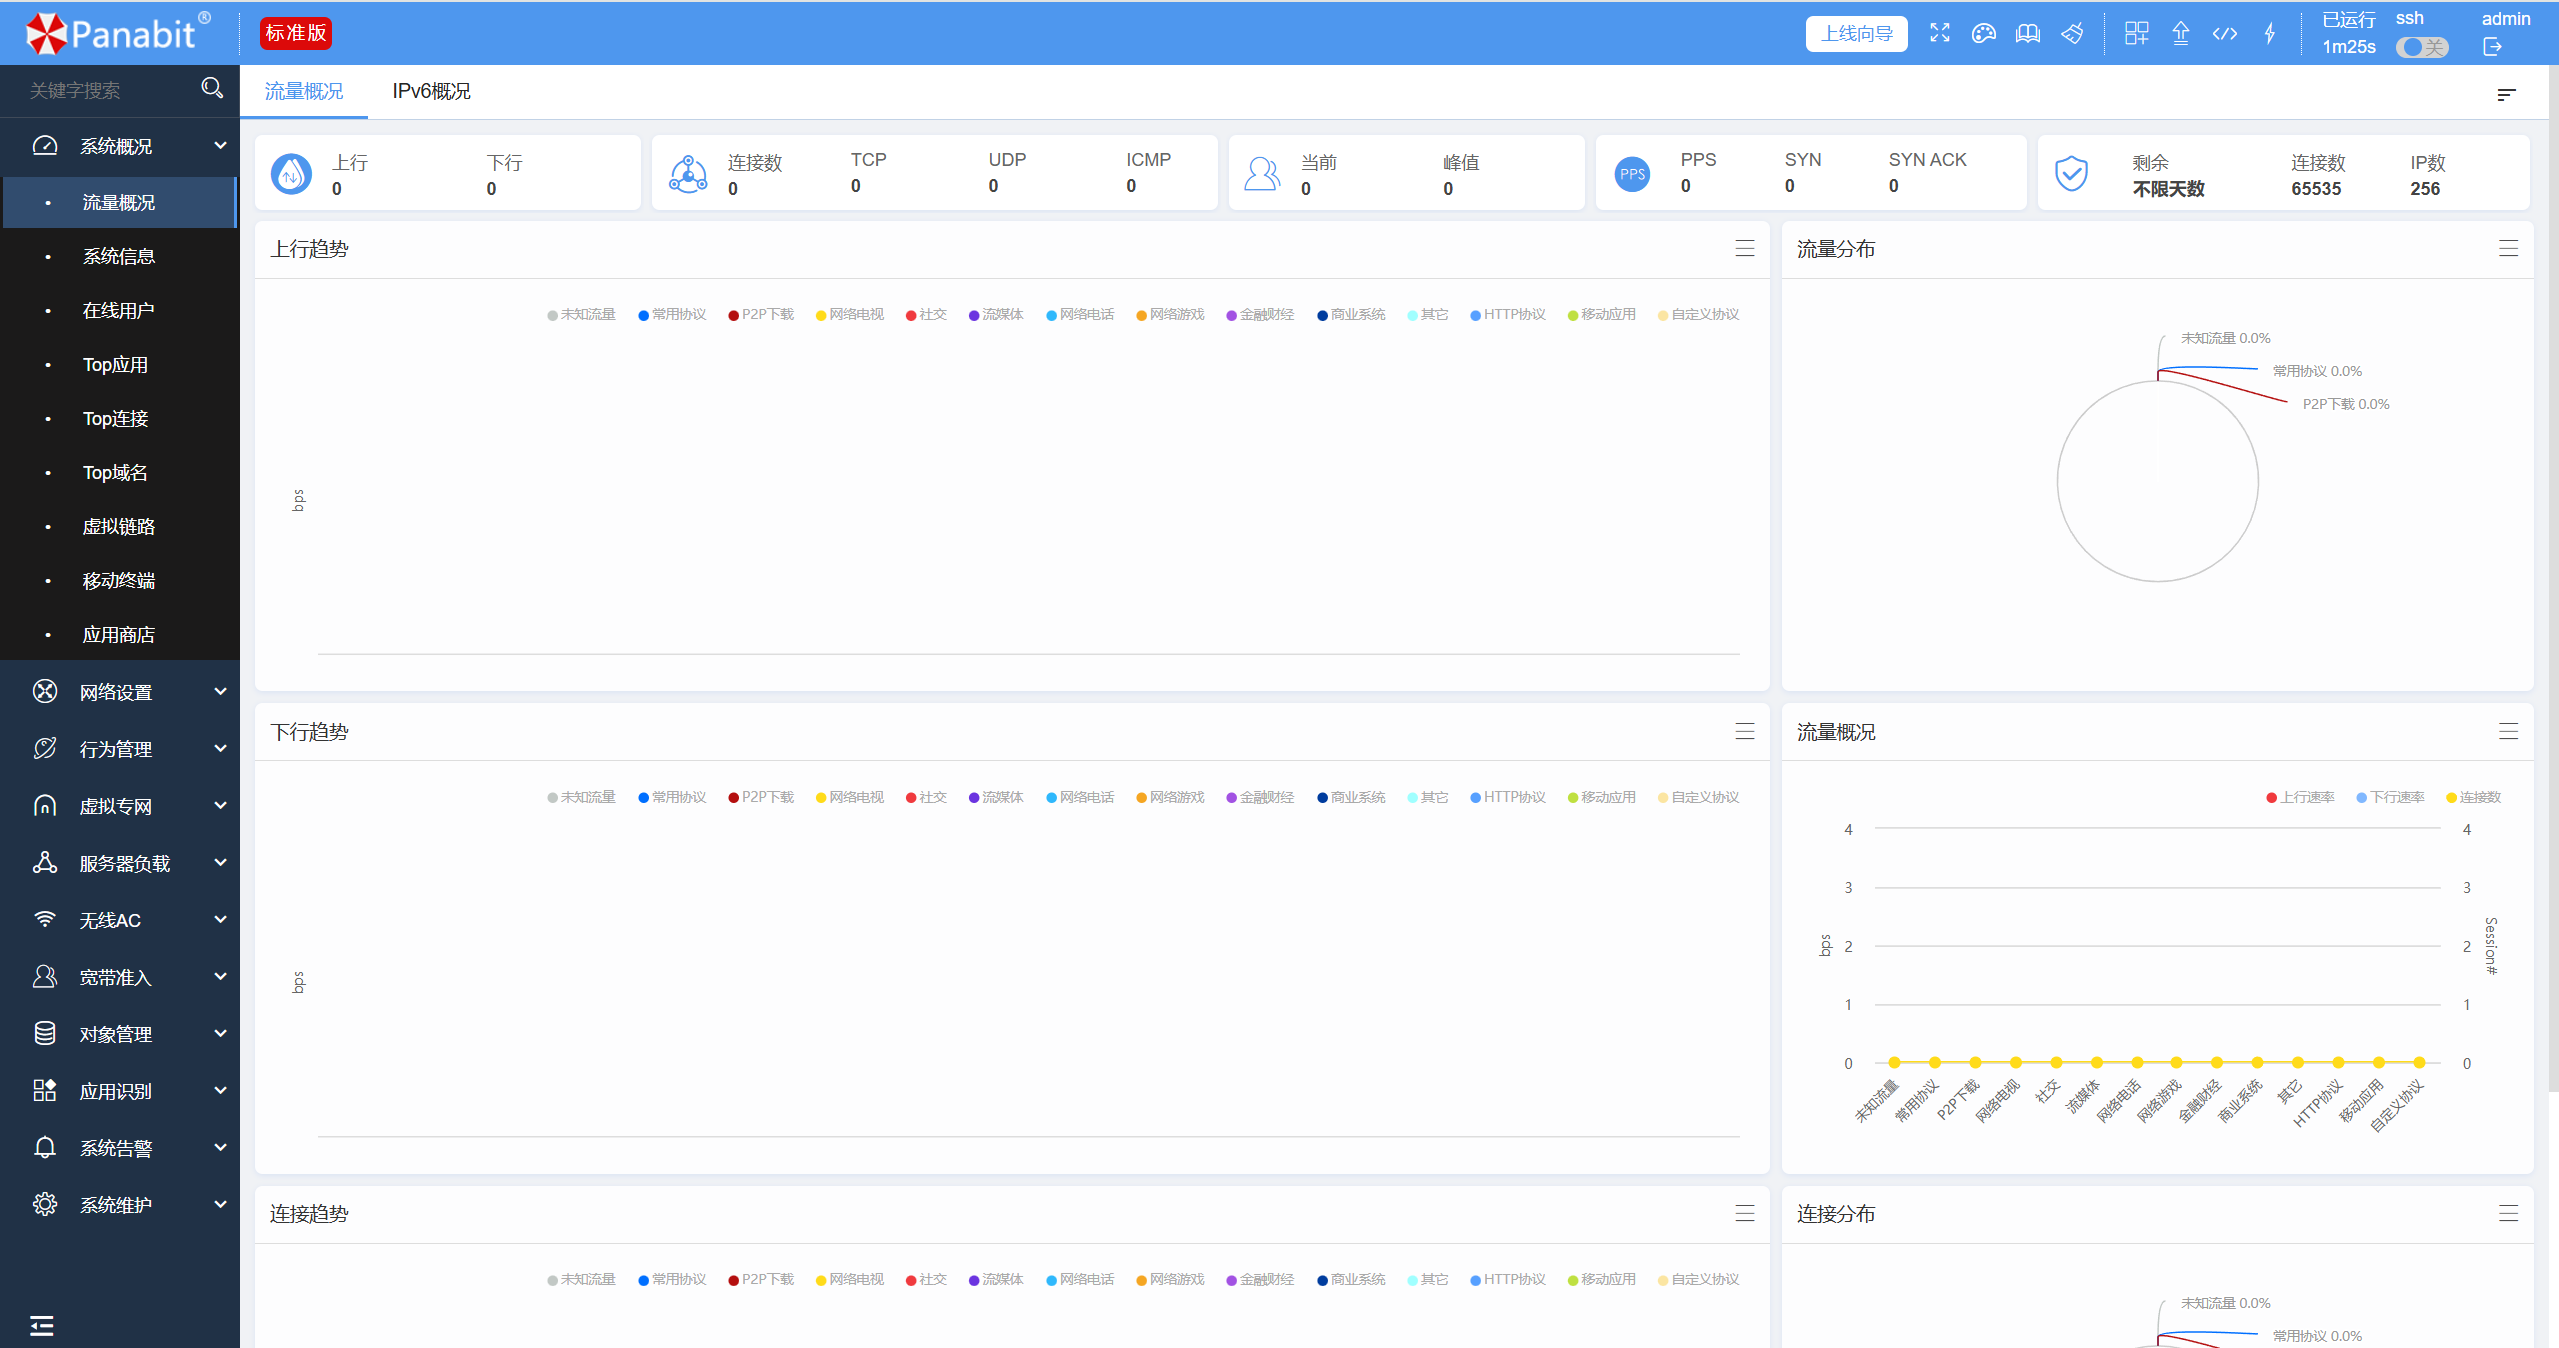 Panabit®
标准版
上线向导
已运行
1m25s
ssh
关
admin
关键字搜索
系统概况
流量概况
系统信息
在线用户
Top应用
Top连接
Top域名
虚拟链路
移动终端
应用商店
网络设置
行为管理
虚拟专网
服务器负载
无线AC
宽带准入
对象管理
应用识别
系统告警
系统维护
流量概况 IPv6概况
上行 下行
0 0
连接数 TCP UDP ICMP
0 0 0 0
当前 峰值
0 0
PPS
PPS SYN SYN ACK
0 0 0
剩余 连接数 IP数
不限天数 65535 256
上行趋势
未知流量 常用协议 P2P下载 网络电视 社交 流媒体 网络电话 网络游戏 金融财经 商业系统 其它 HTTP协议 移动应用 自定义协议
bps
流量分布
未知流量 0.0%
常用协议 0.0%
P2P下载 0.0%
下行趋势
未知流量 常用协议 P2P下载 网络电视 社交 流媒体 网络电话 网络游戏 金融财经 商业系统 其它 HTTP协议 移动应用 自定义协议
bps
流量概况
上行速率 下行速率 连接数
4 4
3 3
2 2
1 1
0 0
bps
Session#
未知流量 常用协议 P2P下载 网络电视 社交 流媒体 网络电话 网络游戏 金融财经 商业系统 其它 HTTP协议 移动应用 自定义协议
连接趋势
未知流量 常用协议 P2P下载 网络电视 社交 流媒体 网络电话 网络游戏 金融财经 商业系统 其它 HTTP协议 移动应用 自定义协议
连接分布
未知流量 0.0%
常用协议 0.0%